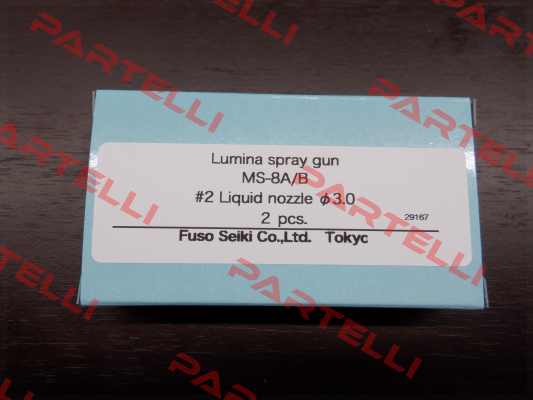 PARTELLI
PARTELLI
PARTELLI
PARTELLI
Lumina spray gun
MS-8A/B
#2 Liquid nozzle φ3.0
2 pcs.
29167
Fuso Seiki Co.,Ltd. Tokyo
PARTELLI
PARTELLI